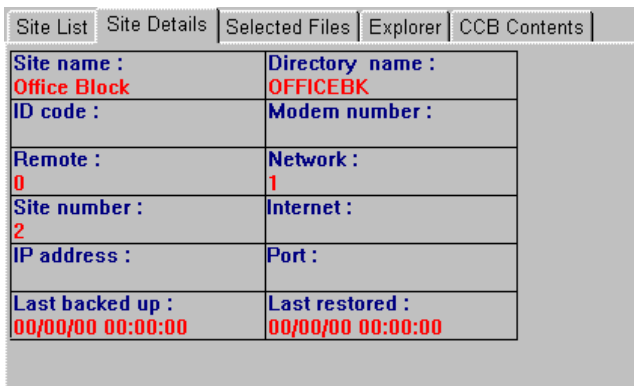 Site List Site Details Selected Files Explorer CCB Contents
Site name : Directory name :
Office Block OFFICEBK
ID code : Modem number :
Remote : Network :
0 1
Site number : Internet :
2
IP address : Port :
Last backed up : Last restored :
00/00/00 00:00:00 00/00/00 00:00:00